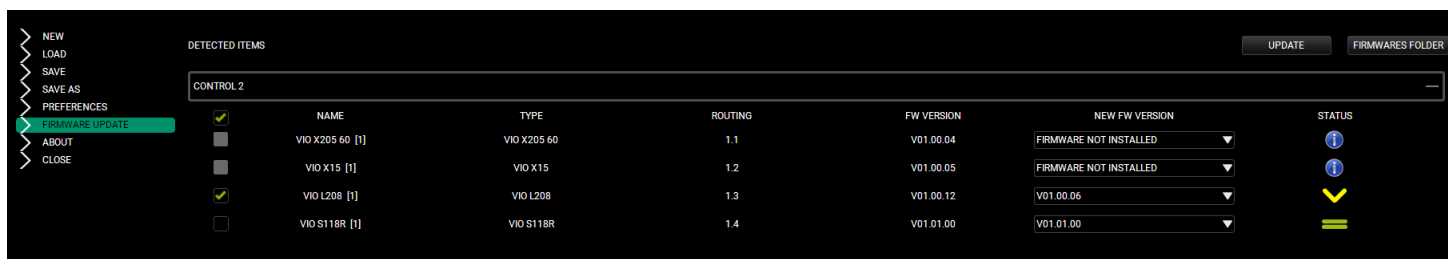 NEW
LOAD
SAVE
SAVE AS
PREFERENCES
FIRMWARE UPDATE
ABOUT
CLOSE
DETECTED ITEMS
UPDATE
FIRMWARES FOLDER
CONTROL 2
NAME TYPE ROUTING FW VERSION NEW FW VERSION STATUS
VIO X205 60 [1] VIO X205 60 1.1 V01.00.04 FIRMWARE NOT INSTALLED
VIO X15 [1] VIO X15 1.2 V01.00.05 FIRMWARE NOT INSTALLED
VIO L208 [1] VIO L208 1.3 V01.00.12 V01.00.06
VIO S118R [1] VIO S118R 1.4 V01.01.00 V01.01.00